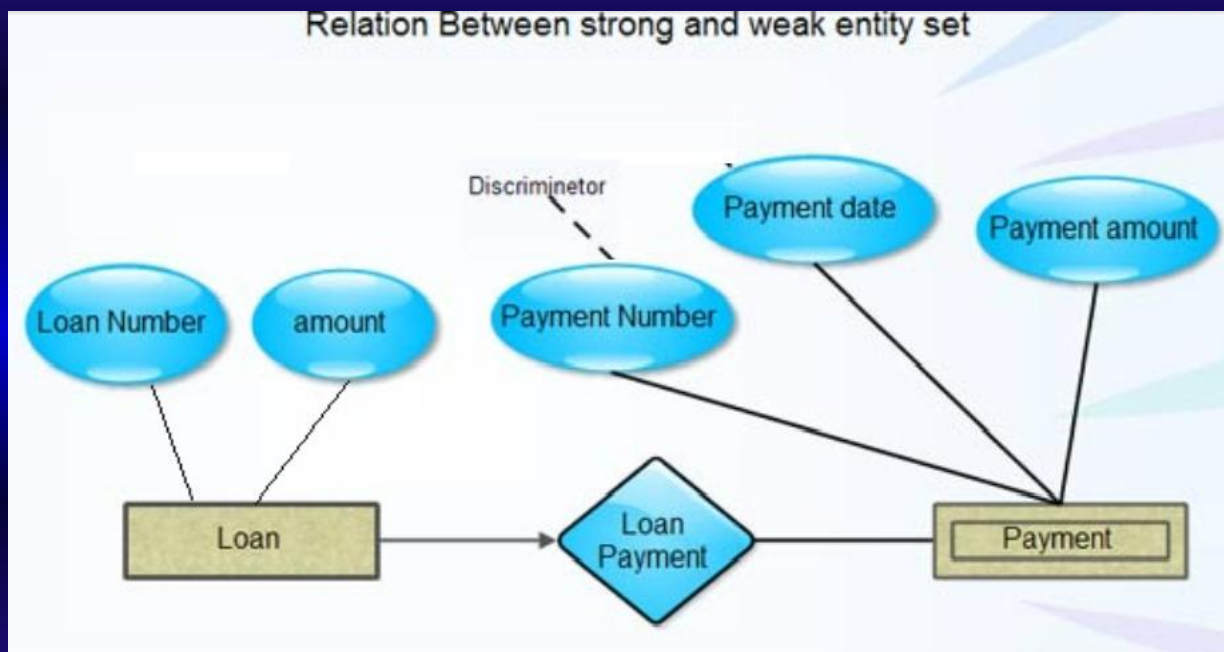 Relation Between strong and weak entity set
Discriminetor
Payment date
Payment amount
Loan Number
amount
Payment Number
Loan
Loan
Payment
Payment